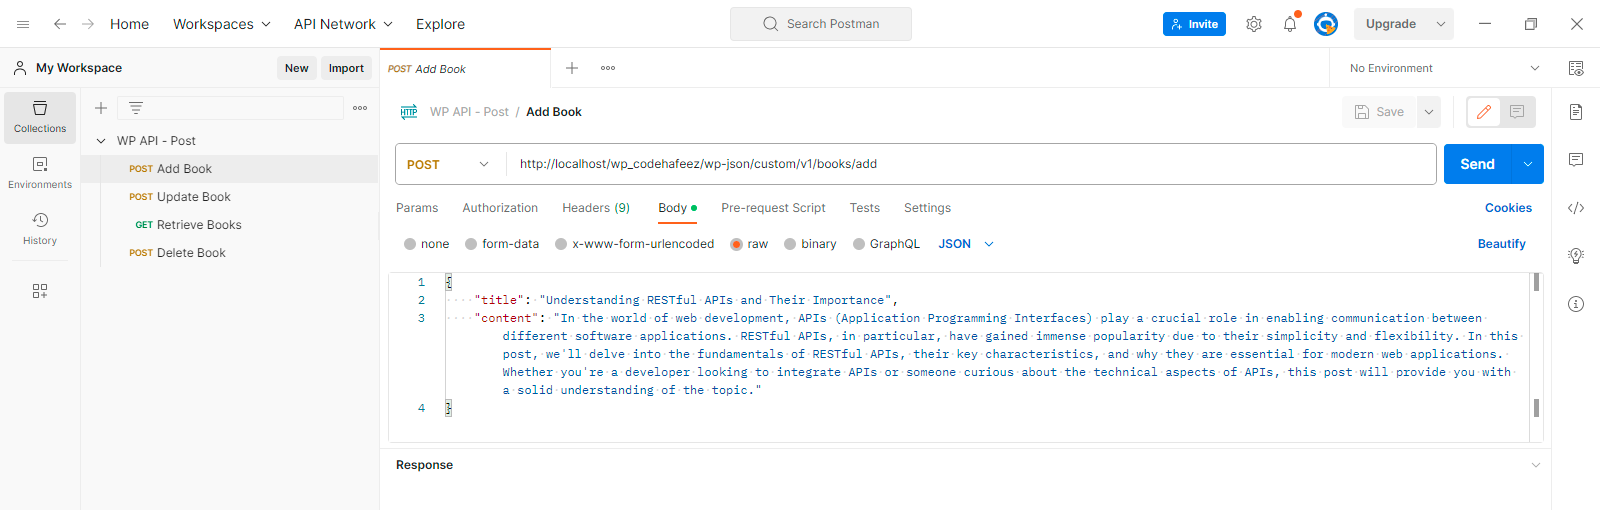 Home Workspaces API Network Explore Search Postman Invite Upgrade
My Workspace New Import POST Add Book No Environment
Collections
Environments
History
WP API - Post
POST Add Book
POST Update Book
GET Retrieve Books
POST Delete Book
HTTP WP API - Post / Add Book Save
POST http://localhost/wp_codehafeez/wp-json/custom/v1/books/add Send
Params Authorization Headers (9) Body Pre-request Script Tests Settings Cookies
none form-data x-www-form-urlencoded raw binary GraphQL JSON Beautify
1 {
2 "title": "Understanding RESTful APIs and Their Importance",
3 "content": "In the world of web development, APIs (Application Programming Interfaces) play a crucial role in enabling communication between
different software applications. RESTful APIs, in particular, have gained immense popularity due to their simplicity and flexibility. In this
post, we'll delve into the fundamentals of RESTful APIs, their key characteristics, and why they are essential for modern web applications.
Whether you're a developer looking to integrate APIs or someone curious about the technical aspects of APIs, this post will provide you with
a solid understanding of the topic."
4 }
Response